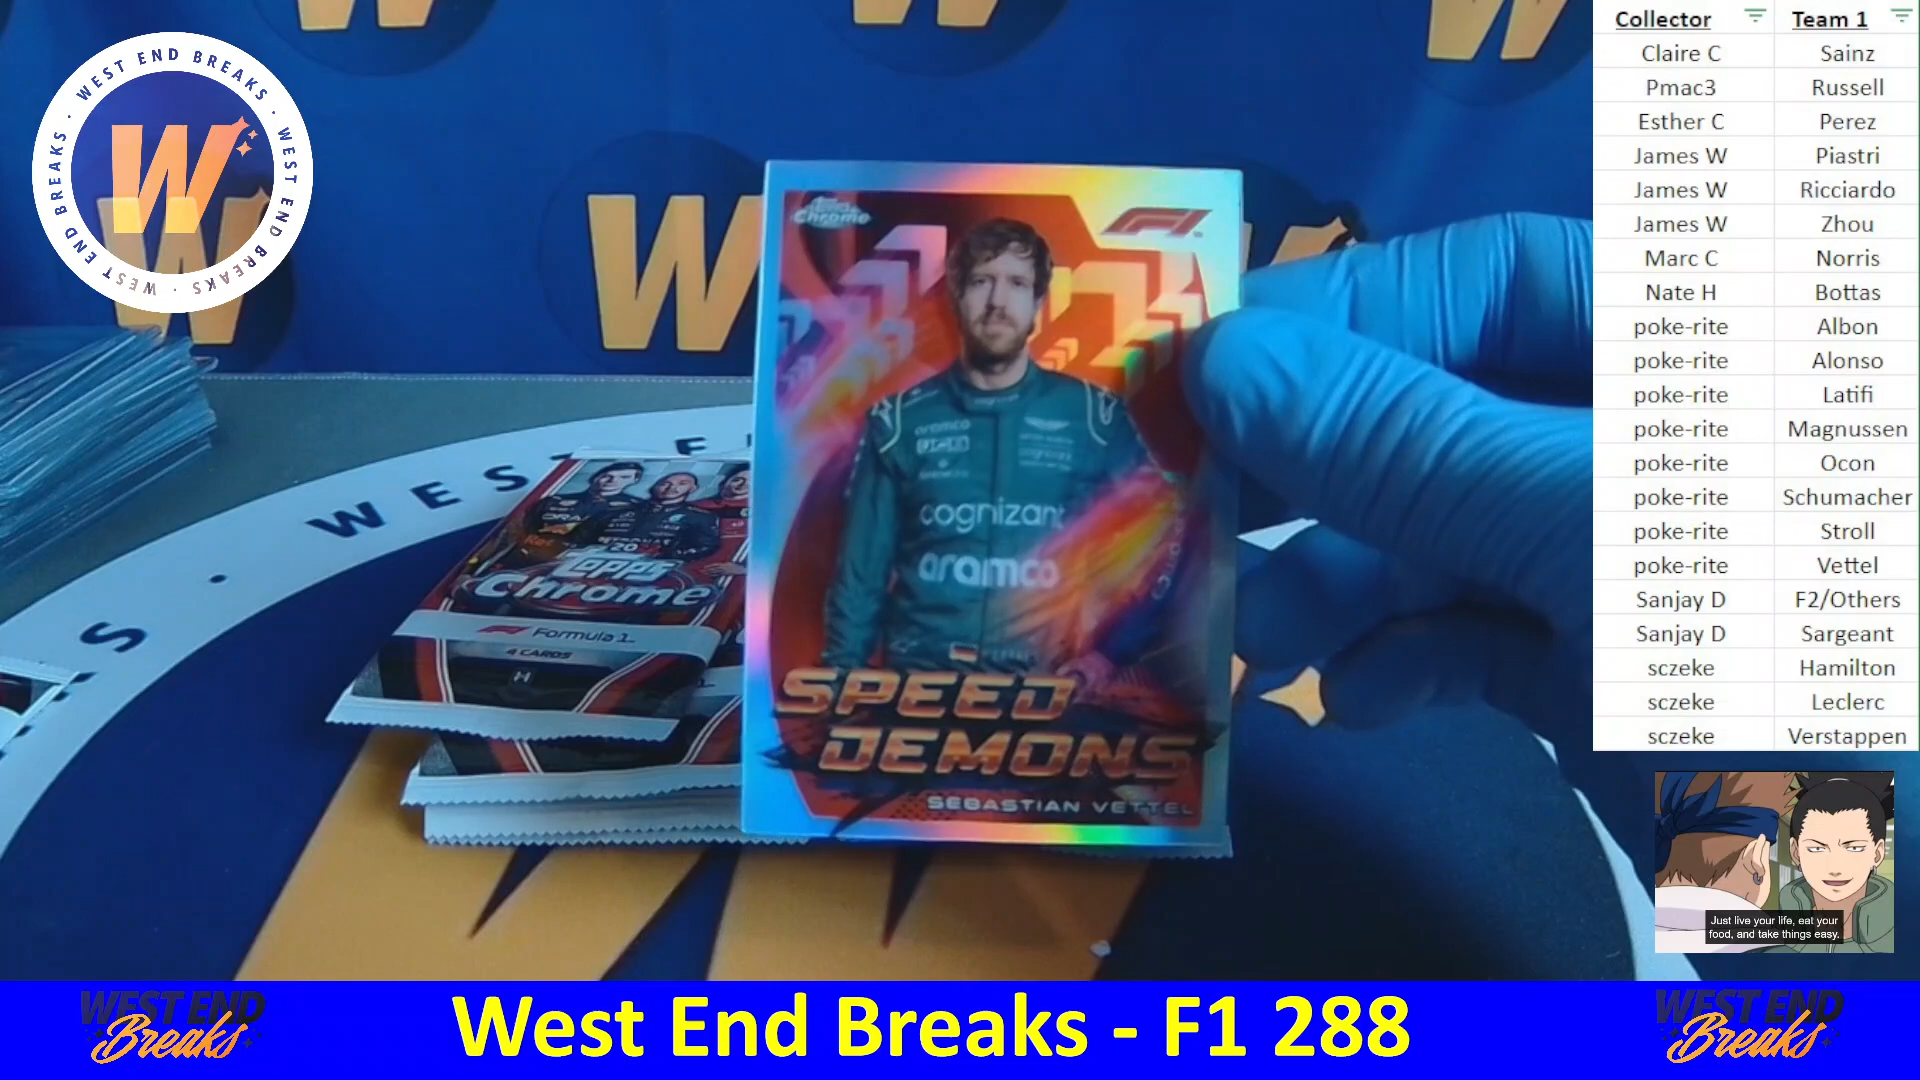 WEST END BREAKS · WEST END BREAKS · WEST END BREAKS ·
W
Topps
Chrome
F1
aramco
cognizant
aramco
SPEED
DEMONS
SEBASTIAN VETTEL
WEST
S
Topps
Chrome
F1 Formula 1
4 CARDS
H
Collector Team 1
Claire C Sainz
Pmac3 Russell
Esther C Perez
James W Piastri
James W Ricciardo
James W Zhou
Marc C Norris
Nate H Bottas
poke-rite Albon
poke-rite Alonso
poke-rite Latifi
poke-rite Magnussen
poke-rite Ocon
poke-rite Schumacher
poke-rite Stroll
poke-rite Vettel
Sanjay D F2/Others
Sanjay D Sargeant
sczeke Hamilton
sczeke Leclerc
sczeke Verstappen
Just live your life, eat your
food, and take things easy.
WEST END
Breaks
West End Breaks - F1 288
WEST END
Breaks